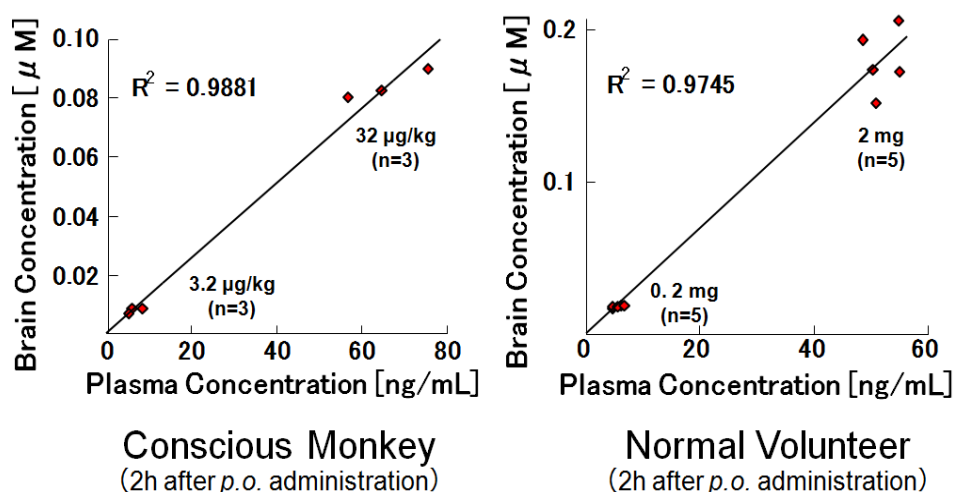 Brain Concentration [μM]
0.10
0.08
0.06
0.04
0.02
R² = 0.9881
32 µg/kg
(n=3)
3.2 µg/kg
(n=3)
0
20
40
60
80
Plasma Concentration [ng/mL]
Conscious Monkey
(2h after p.o. administration)
Brain Concentration [μM]
0.2
0.1
R² = 0.9745
2 mg
(n=5)
0. 2 mg
(n=5)
0
20
40
60
Plasma Concentration [ng/mL]
Normal Volunteer
(2h after p.o. administration)